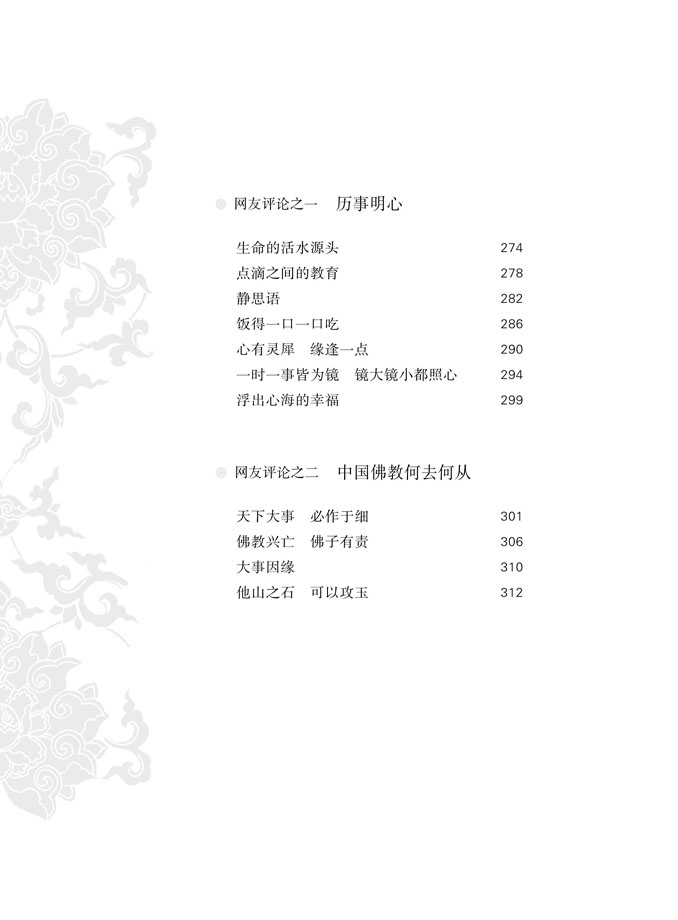 网友评论之一 历事明心
生命的活水源头 274
点滴之间的教育 278
静思语 282
饭得一口一口吃 286
心有灵犀 缘逢一点 290
一时一事皆为镜 镜大镜小都照心 294
浮出心海的幸福 299
网友评论之二 中国佛教何去何从
天下大事 必作于细 301
佛教兴亡 佛子有责 306
大事因缘 310
他山之石 可以攻玉 312